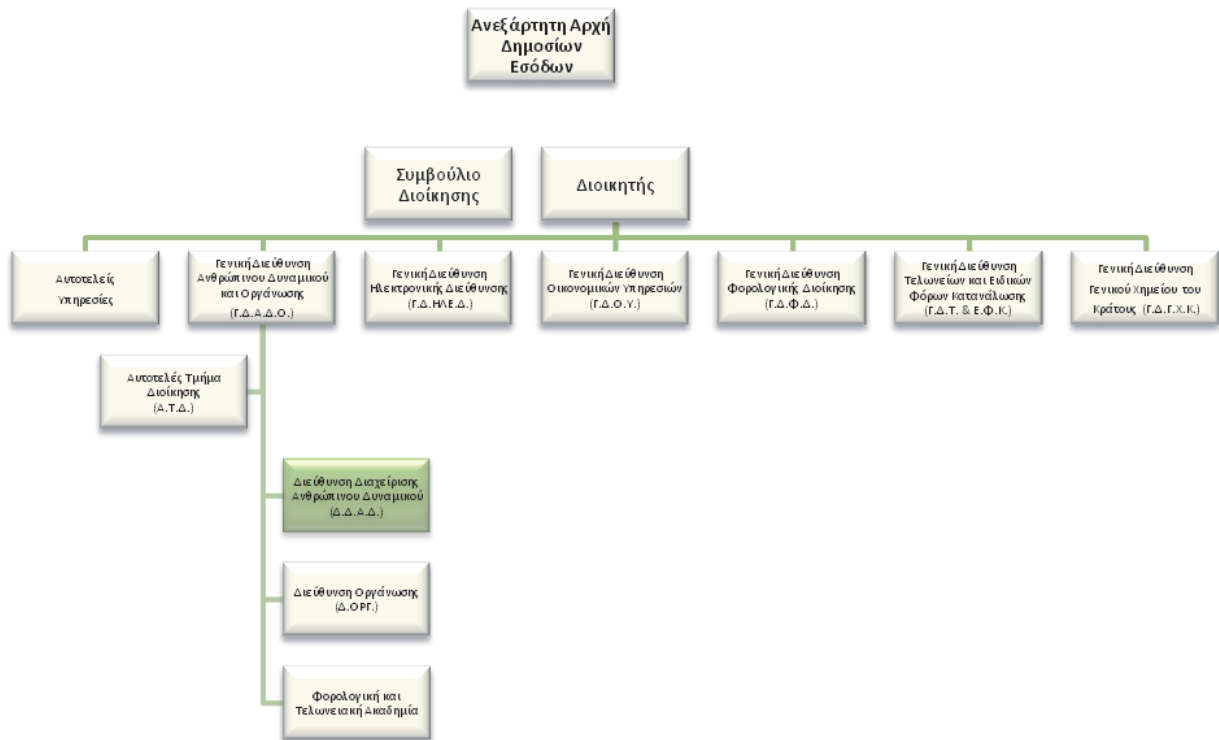 Ανεξάρτητη Αρχή
Δημοσίων
Εσόδων
Συμβούλιο
Διοίκησης
Διοικητής
Αυτοτελείς
Υπηρεσίες
Γενική Διεύθυνση
Ανθρώπινου Δυναμικού
και Οργάνωσης
(Γ.Δ.Α.Δ.Ο.)
Γενική Διεύθυνση
Ηλεκτρονικής Διεύθυνσης
(Γ.Δ.ΗΛΕ.Δ.)
Γενική Διεύθυνση
Οικονομικών Υπηρεσιών
(Γ.Δ.Ο.Υ.)
Γενική Διεύθυνση
Φορολογικής Διοίκησης
(Γ.Δ.Φ.Δ.)
Γενική Διεύθυνση
Τελωνείων και Ειδικών
Φόρων Κατανάλωσης
(Γ.Δ.Τ. & Ε.Φ.Κ.)
Γενική Διεύθυνση
Γενικού Χημείου του
Κράτους (Γ.Δ.Γ.Χ.Κ.)
Αυτοτελές Τμήμα
Διοίκησης
(Α.Τ.Δ.)
Διεύθυνση Διαχείρισης
Ανθρώπινου Δυναμικού
(Δ.Δ.Α.Δ.)
Διεύθυνση Οργάνωσης
(Δ.ΟΡΓ.)
Φορολογική και
Τελωνειακή Ακαδημία